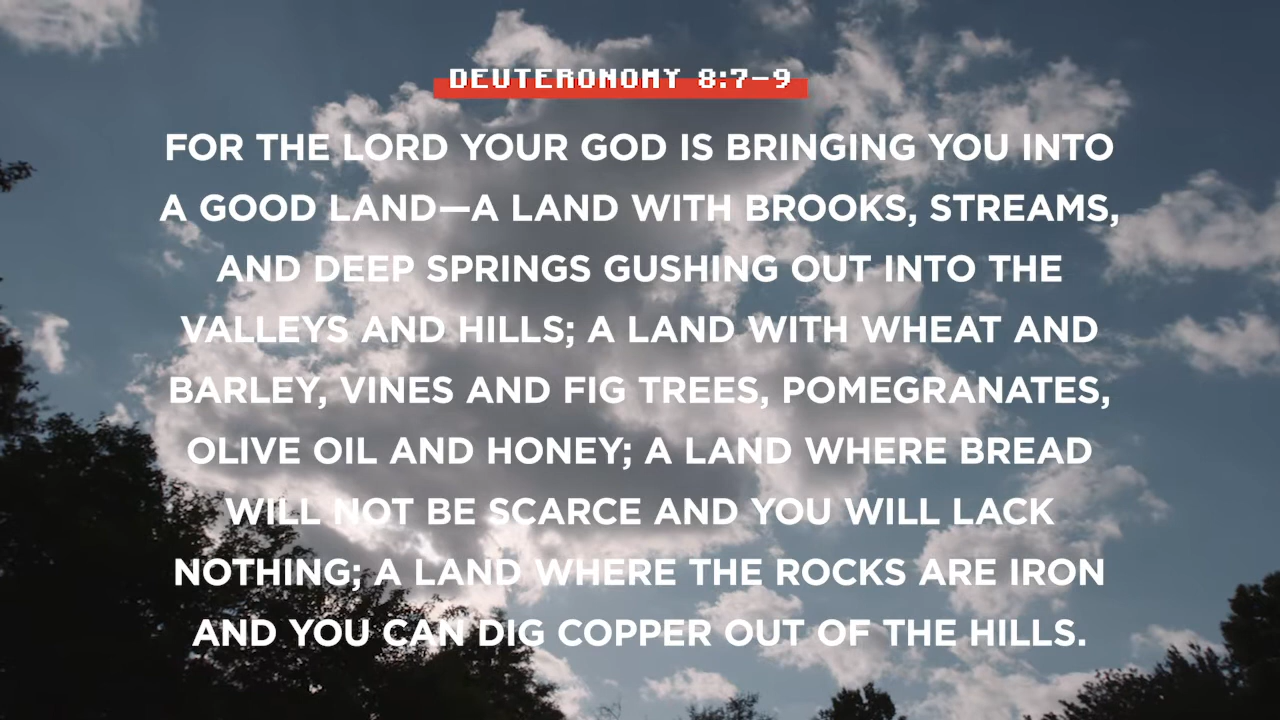 DEUTERONOMY 8:7-9
FOR THE LORD YOUR GOD IS BRINGING YOU INTO
A GOOD LAND—A LAND WITH BROOKS, STREAMS,
AND DEEP SPRINGS GUSHING OUT INTO THE
VALLEYS AND HILLS; A LAND WITH WHEAT AND
BARLEY, VINES AND FIG TREES, POMEGRANATES,
OLIVE OIL AND HONEY; A LAND WHERE BREAD
WILL NOT BE SCARCE AND YOU WILL LACK
NOTHING; A LAND WHERE THE ROCKS ARE IRON
AND YOU CAN DIG COPPER OUT OF THE HILLS.